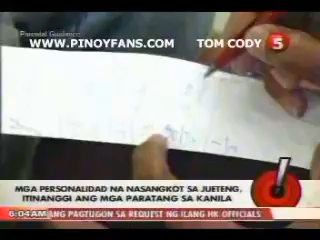 Parental Guidance
WWW.PINOYFANS.COM TOM CODY 5
MGA PERSONALIDAD NA NASANGKOT SA JUETENG,
ITINANGGI ANG MGA PARATANG SA KANILA
6:04AM ANG PAGTUGON SA REQUEST NG ILANG HK OFFICIALS